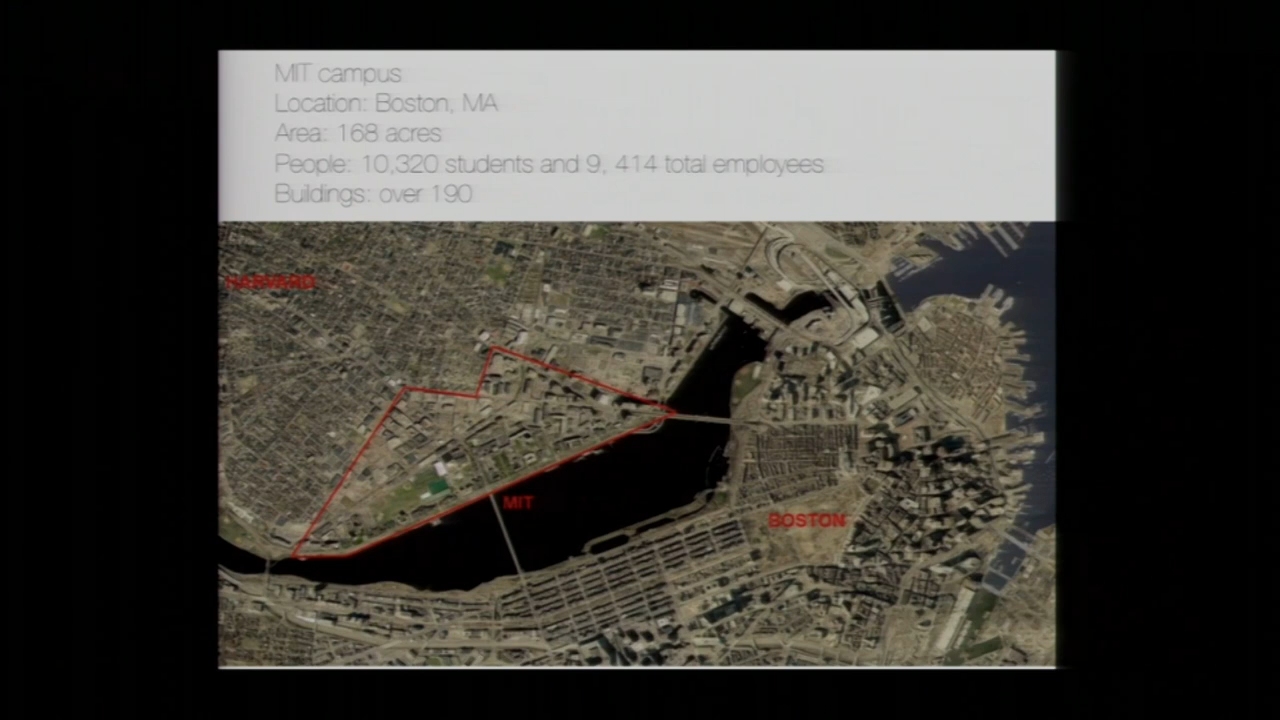 MIT campus
Location: Boston, MA
Area: 168 acres
People: 10,320 students and 9, 414 total employees
Buildings: over 190
HARVARD
MIT
BOSTON